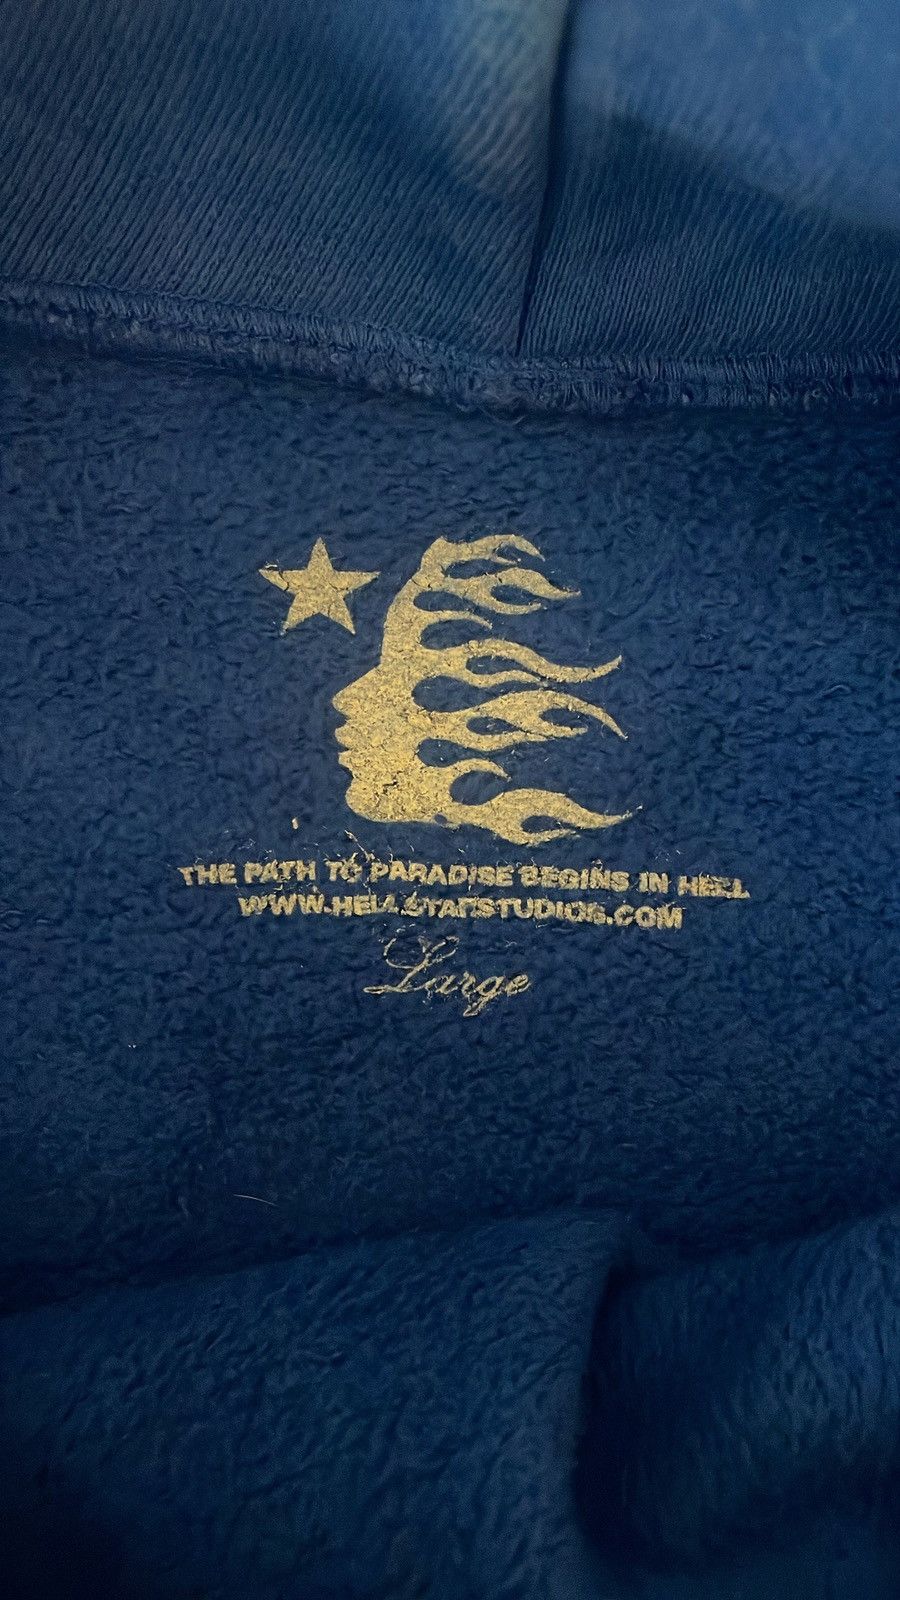 THE PATH TO PARADISE BEGINS IN HELL
WWW.HELLSTARSTUDIOS.COM
Large